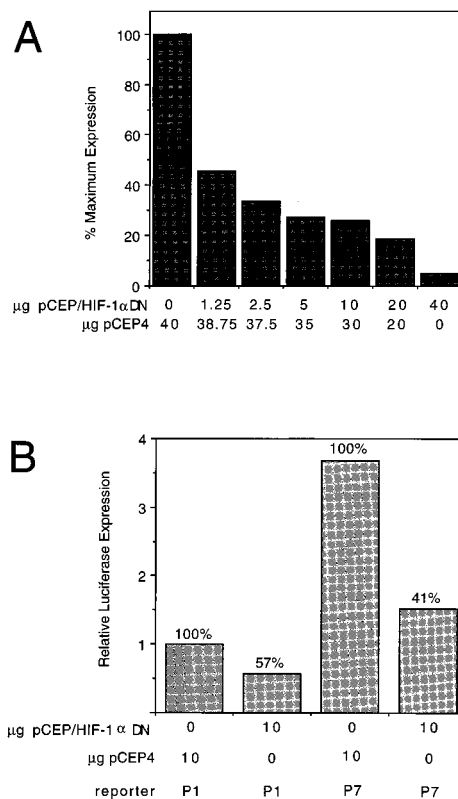 A
% Maximum Expression
100
80
60
40
20
0
µg pCEP/HIF-1αDN 0 1.25 2.5 5 10 20 40
µg pCEP4 40 38.75 37.5 35 30 20 0
B
Relative Luciferase Expression
4
3
2
1
100%
57%
100%
41%
µg pCEP/HIF-1 α DN 0 10 0 10
µg pCEP4 10 0 10 0
reporter P1 P1 P7 P7